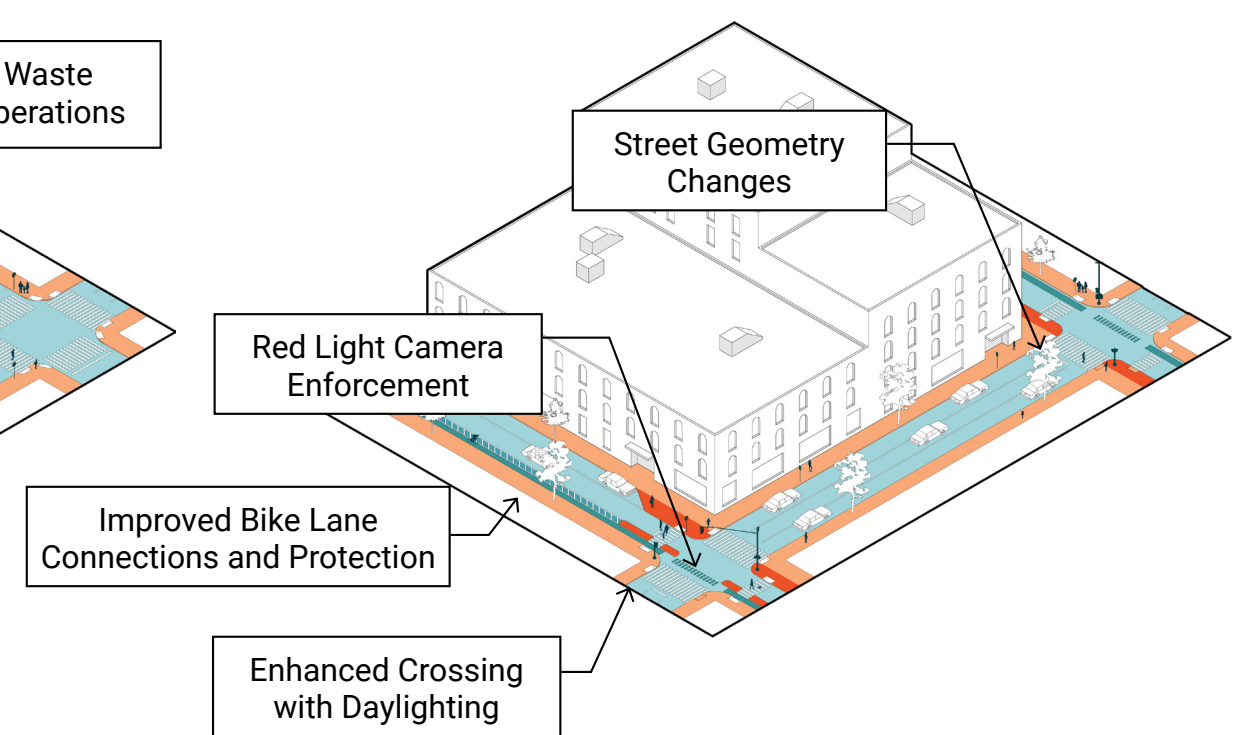 Waste
Street Geometry
Changes
Red Light Camera
Enforcement
Improved Bike Lane
Connections and Protection
Enhanced Crossing
with Daylighting